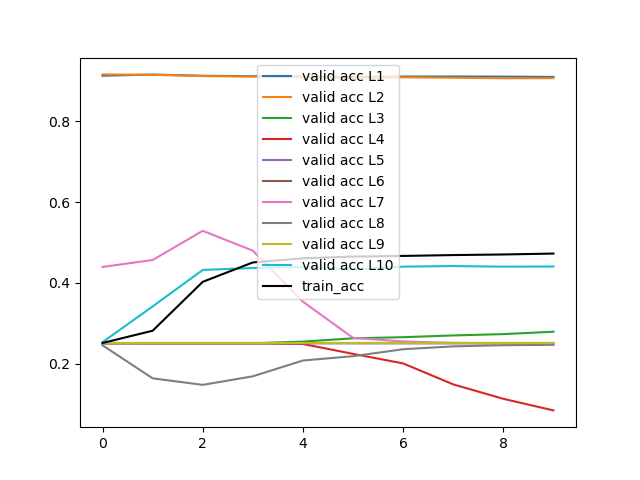 valid acc L1
valid acc L2
valid acc L3
valid acc L4
valid acc L5
valid acc L6
valid acc L7
valid acc L8
valid acc L9
valid acc L10
train_acc
0.8
0.6
0.4
0.2
0 2 4 6 8